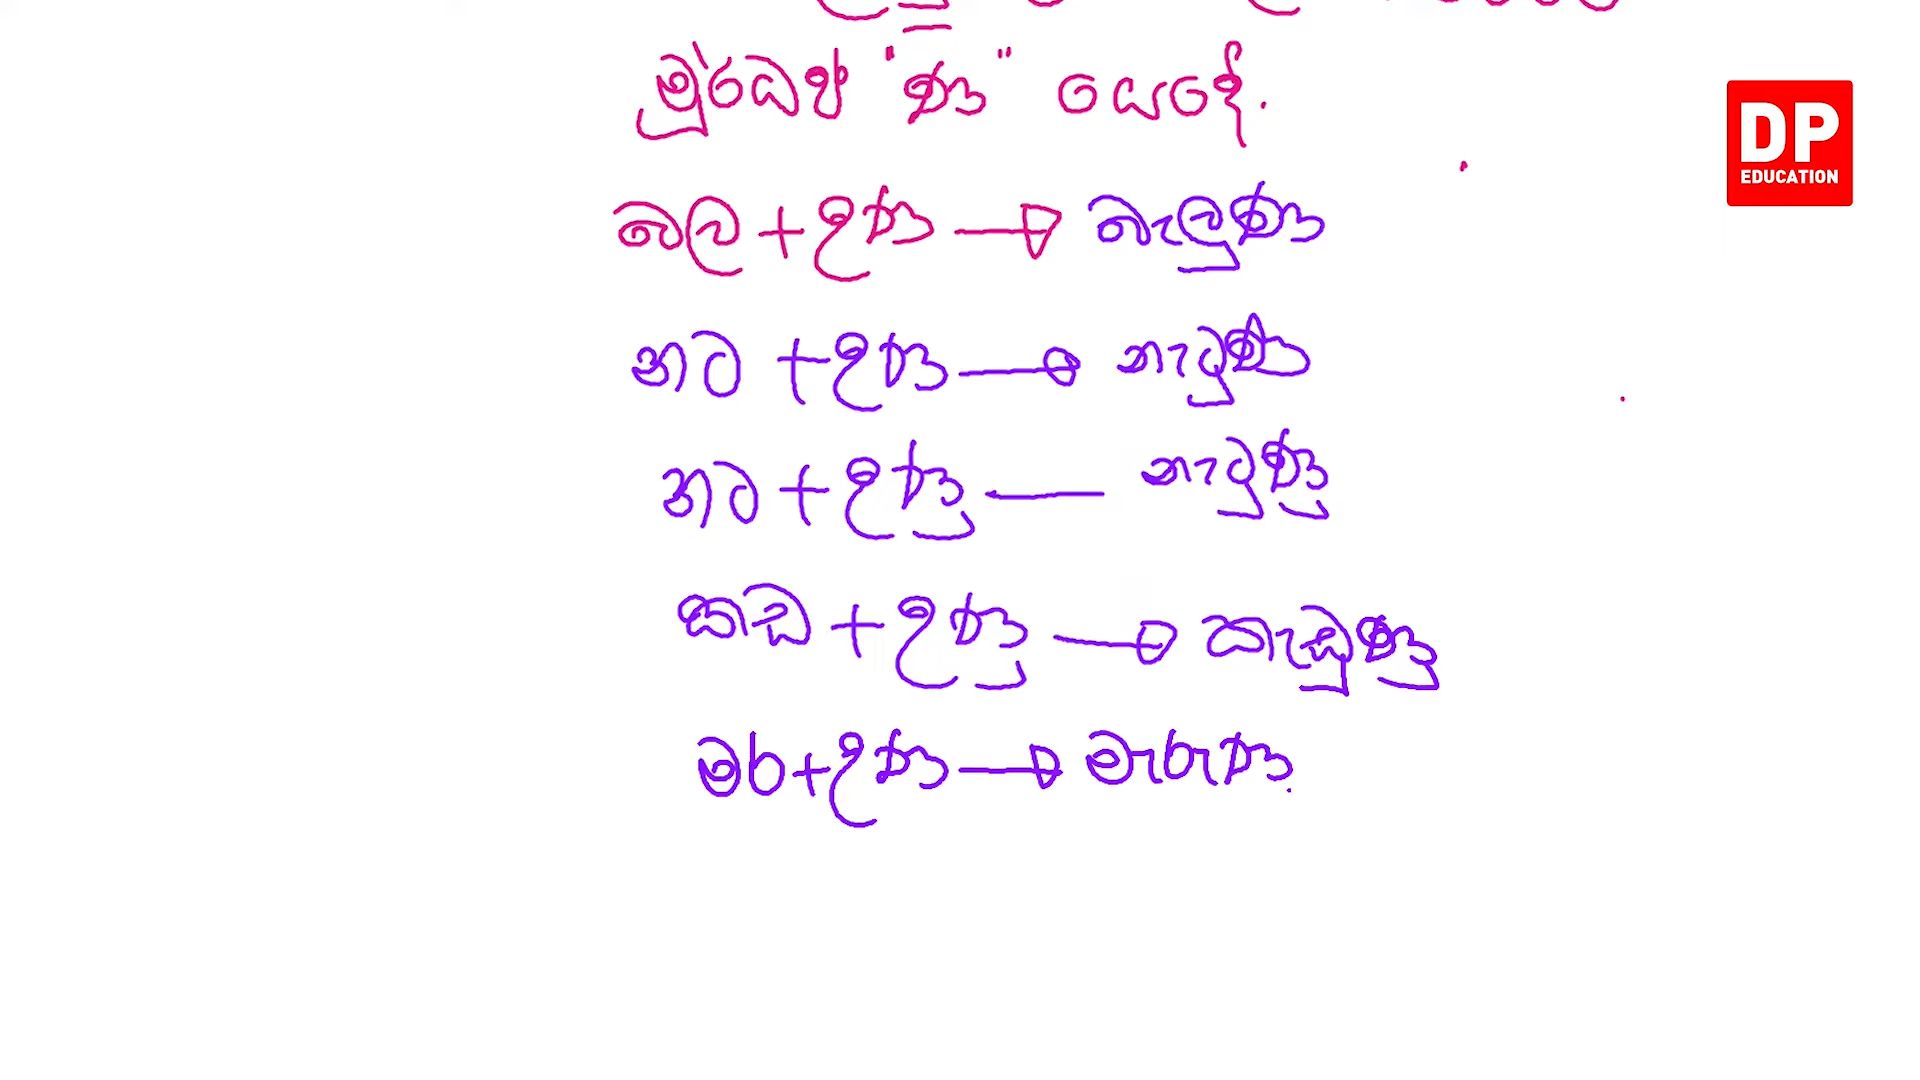 මූර්ධජ "ණ" යෙදේ.
බල + උණ → බැලුණ
නට + උණ → නැටුණ
නට + උණු — නැටුණු
කඩ + උණු → කැඩුණු
මර + උණ → මැරුණ
DP
EDUCATION